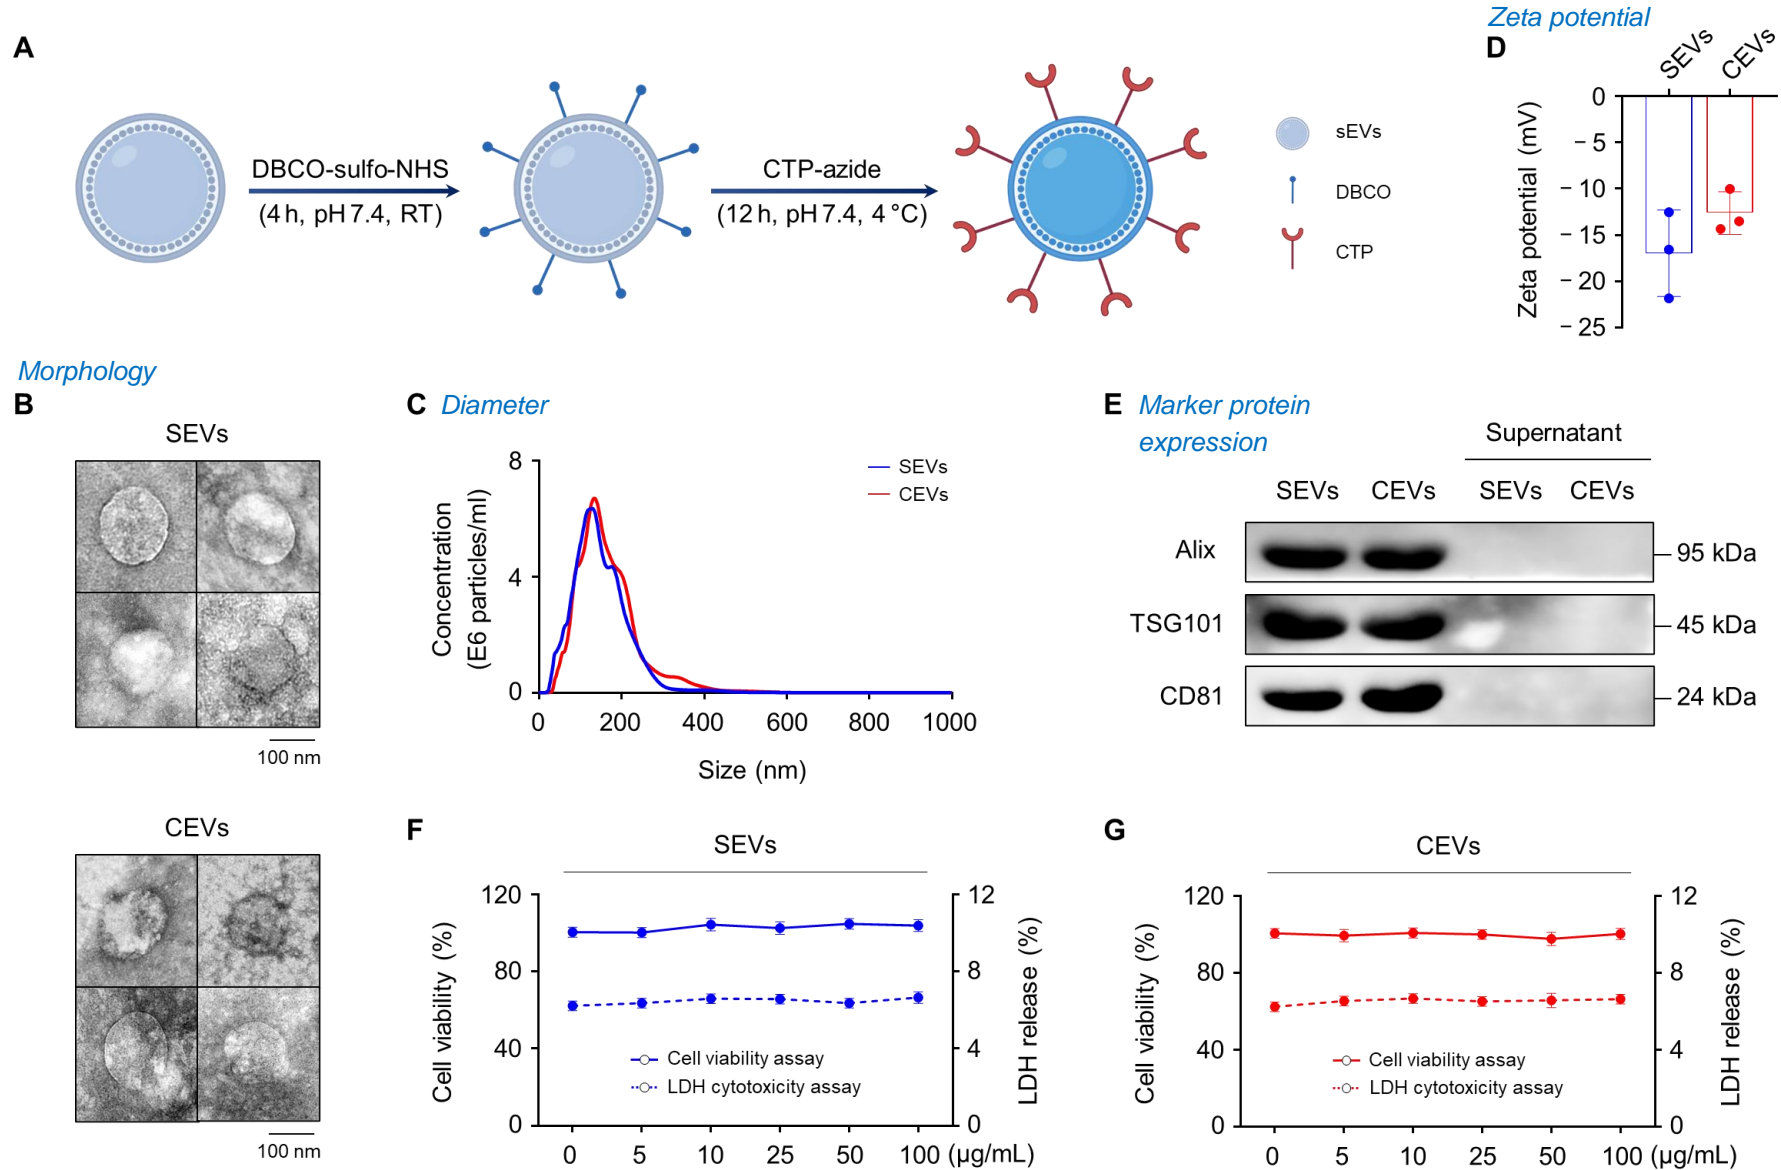 A
DBCO-sulfo-NHS
(4 h, pH 7.4, RT)
CTP-azide
(12 h, pH 7.4, 4 °C)
sEVs
DBCO
CTP
Zeta potential
D
SEVs
CEVs
Zeta potential (mV)
0
−5
−10
−15
−20
−25
Morphology
B
SEVs
100 nm
CEVs
100 nm
C Diameter
Concentration
(E6 particles/ml)
8
4
0
0 200 400 600 800 1000
Size (nm)
SEVs
CEVs
E Marker protein
expression
Supernatant
SEVs CEVs SEVs CEVs
Alix 95 kDa
TSG101 45 kDa
CD81 24 kDa
F
SEVs
Cell viability (%)
120
80
40
0
LDH release (%)
12
8
4
0
Cell viability assay
LDH cytotoxicity assay
0 5 10 25 50 100 (µg/mL)
G
CEVs
Cell viability (%)
120
80
40
0
LDH release (%)
12
8
4
0
Cell viability assay
LDH cytotoxicity assay
0 5 10 25 50 100 (µg/mL)